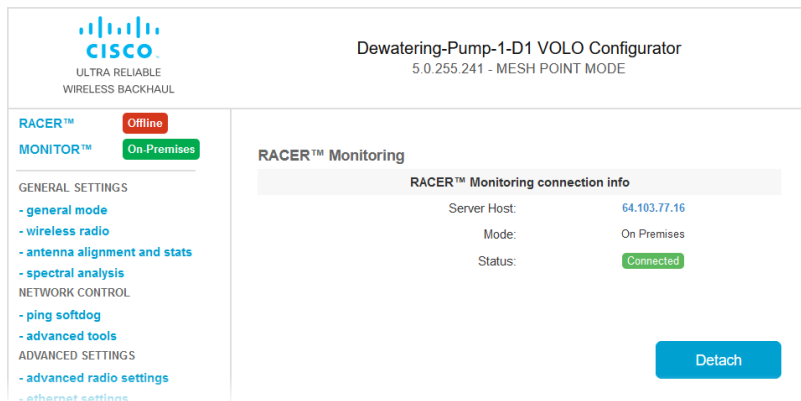 CISCO
ULTRA RELIABLE
WIRELESS BACKHAUL
Dewatering-Pump-1-D1 VOLO Configurator
5.0.255.241 - MESH POINT MODE
RACER™ Offline
MONITOR™ On-Premises
GENERAL SETTINGS
- general mode
- wireless radio
- antenna alignment and stats
- spectral analysis
NETWORK CONTROL
- ping softdog
- advanced tools
ADVANCED SETTINGS
- advanced radio settings
- ethernet settings
RACER™ Monitoring
RACER™ Monitoring connection info
Server Host: 64.103.77.16
Mode: On Premises
Status: Connected
Detach